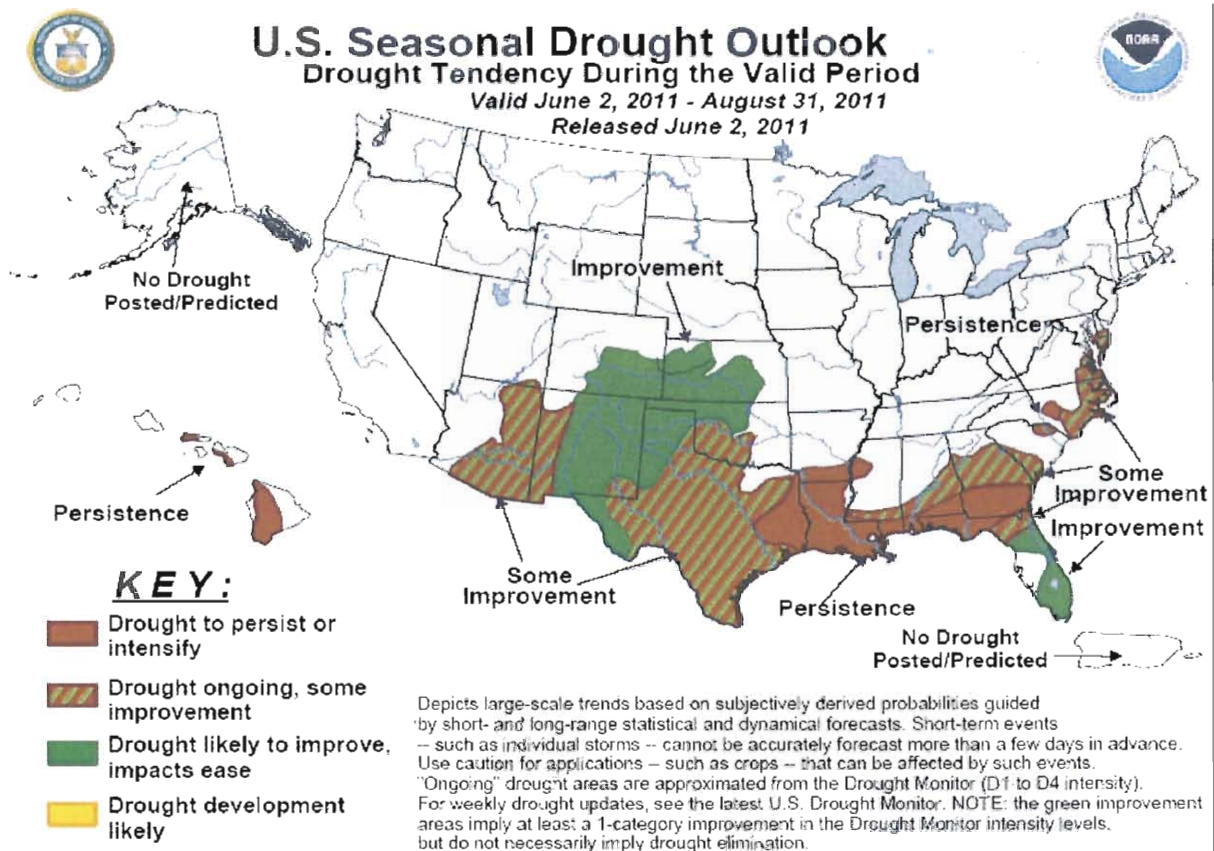 U.S. Seasonal Drought Outlook
Drought Tendency During the Valid Period
Valid June 2, 2011 - August 31, 2011
Released June 2, 2011
NOAA
No Drought
Posted/Predicted
Improvement
Persistence
Persistence
Some
Improvement
Improvement
Some
Improvement
Persistence
No Drought
Posted/Predicted
KEY:
Drought to persist or
intensify
Drought ongoing, some
improvement
Drought likely to improve,
impacts ease
Drought development
likely
Depicts large-scale trends based on subjectively derived probabilities guided
by short- and long-range statistical and dynamical forecasts. Short-term events
-- such as individual storms -- cannot be accurately forecast more than a few days in advance.
Use caution for applications -- such as crops -- that can be affected by such events.
"Ongoing" drought areas are approximated from the Drought Monitor (D1 to D4 intensity).
For weekly drought updates, see the latest U.S. Drought Monitor. NOTE: the green improvement
areas imply at least a 1-category improvement in the Drought Monitor intensity levels,
but do not necessarily imply drought elimination.